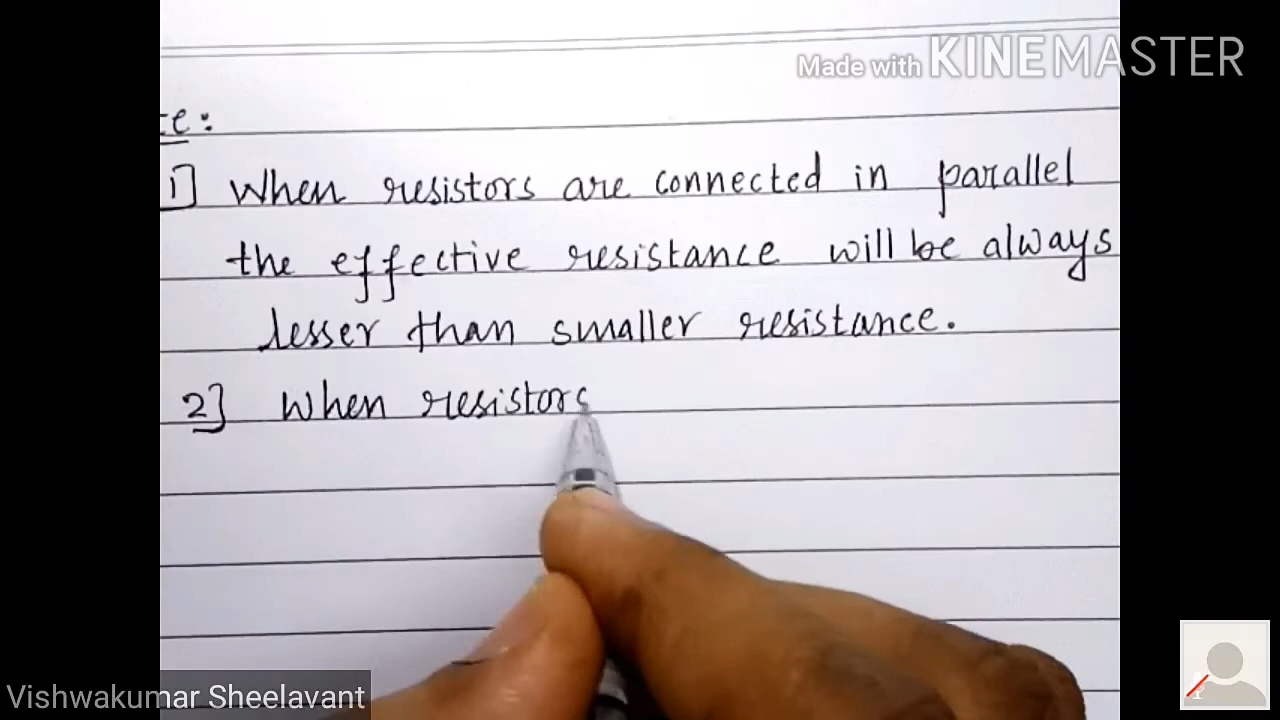 Made with KINEMASTER
te:
1] When resistors are connected in parallel
the effective resistance will be always
lesser than smaller resistance.
2] When resistors
Vishwakumar Sheelavant